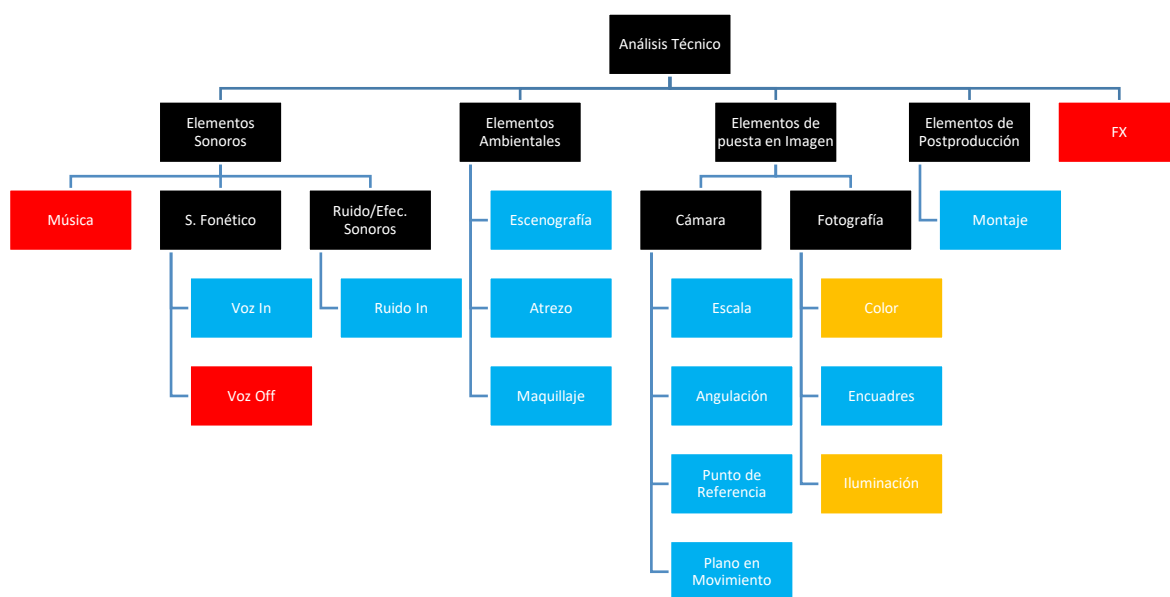 Análisis Técnico
Elementos
Sonoros
Elementos
Ambientales
Elementos de
puesta en Imagen
Elementos de
Postproducción
FX
Música
S. Fonético
Ruido/Efec.
Sonoros
Escenografía
Cámara
Fotografía
Montaje
Voz In
Ruido In
Atrezo
Escala
Color
Voz Off
Maquillaje
Angulación
Encuadres
Punto de
Referencia
Iluminación
Plano en
Movimiento